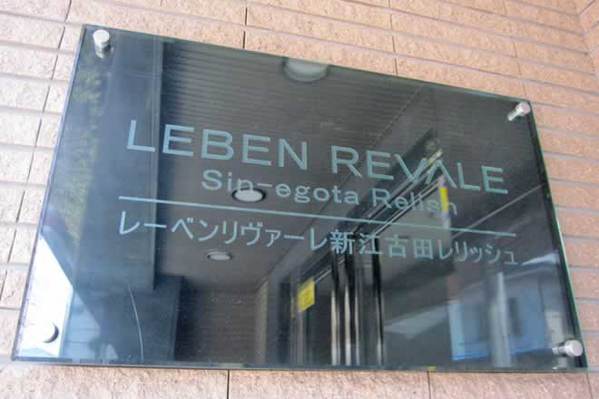 LEBEN REVALE
Sin-egota Relish
レーベンリヴァーレ新江古田レリッシュ